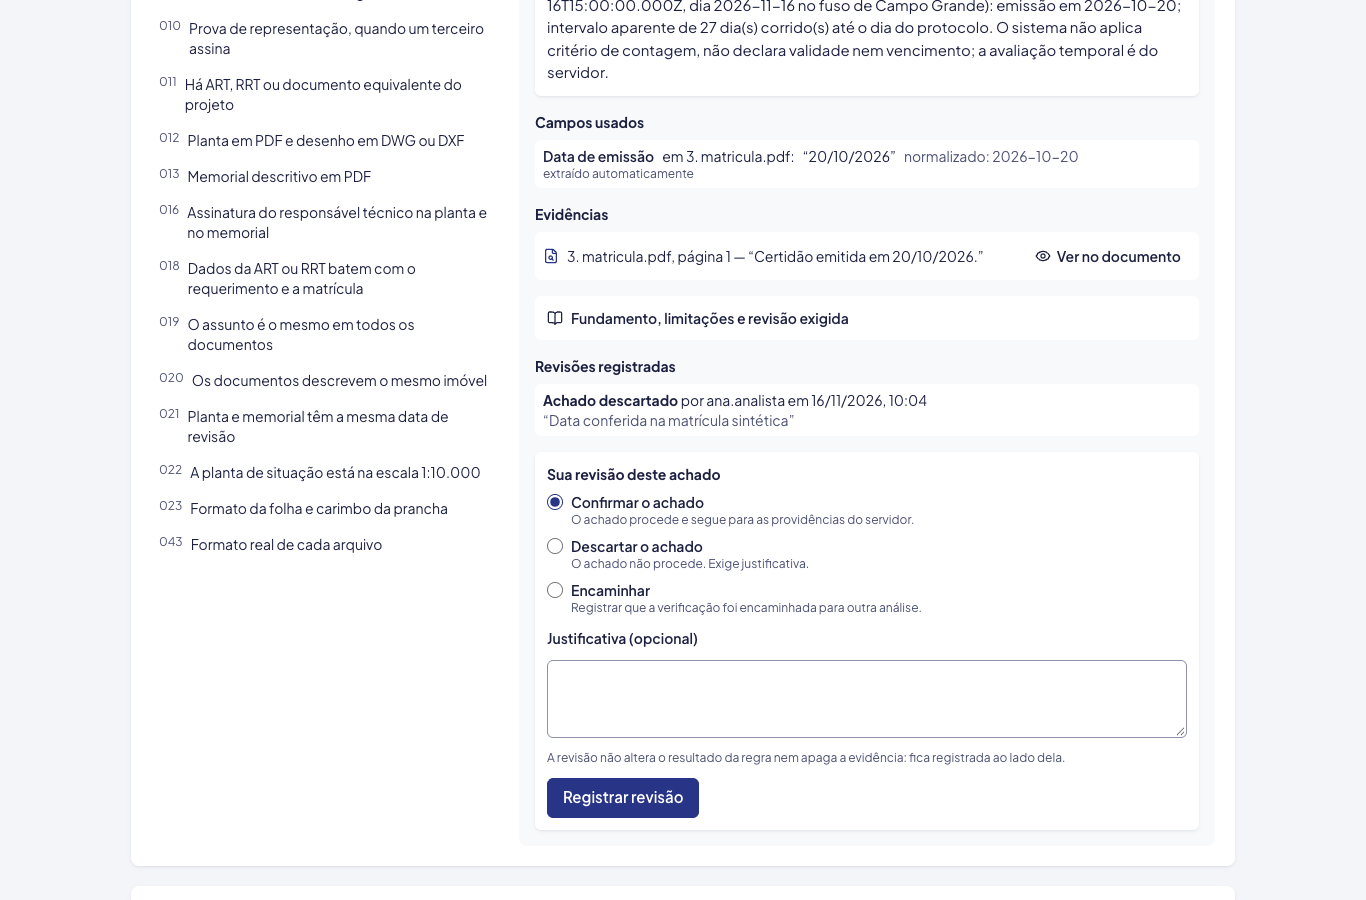 010 Prova de representação, quando um terceiro
assina
011 Há ART, RRT ou documento equivalente do
projeto
012 Planta em PDF e desenho em DWG ou DXF
013 Memorial descritivo em PDF
016 Assinatura do responsável técnico na planta e
no memorial
018 Dados da ART ou RRT batem com o
requerimento e a matrícula
019 O assunto é o mesmo em todos os
documentos
020 Os documentos descrevem o mesmo imóvel
021 Planta e memorial têm a mesma data de
revisão
022 A planta de situação está na escala 1:10.000
023 Formato da folha e carimbo da prancha
043 Formato real de cada arquivo
16T15:00:00.000Z, dia 2026-11-16 no fuso de Campo Grande): emissão em 2026-10-20;
intervalo aparente de 27 dia(s) corrido(s) até o dia do protocolo. O sistema não aplica
critério de contagem, não declara validade nem vencimento; a avaliação temporal é do
servidor.
Campos usados
Data de emissão em 3. matricula.pdf: “20/10/2026” normalizado: 2026-10-20
extraído automaticamente
Evidências
3. matricula.pdf, página 1 — “Certidão emitida em 20/10/2026.” Ver no documento
Fundamento, limitações e revisão exigida
Revisões registradas
Achado descartado por ana.analista em 16/11/2026, 10:04
“Data conferida na matrícula sintética”
Sua revisão deste achado
Confirmar o achado
O achado procede e segue para as providências do servidor.
Descartar o achado
O achado não procede. Exige justificativa.
Encaminhar
Registrar que a verificação foi encaminhada para outra análise.
Justificativa (opcional)
A revisão não altera o resultado da regra nem apaga a evidência: fica registrada ao lado dela.
Registrar revisão